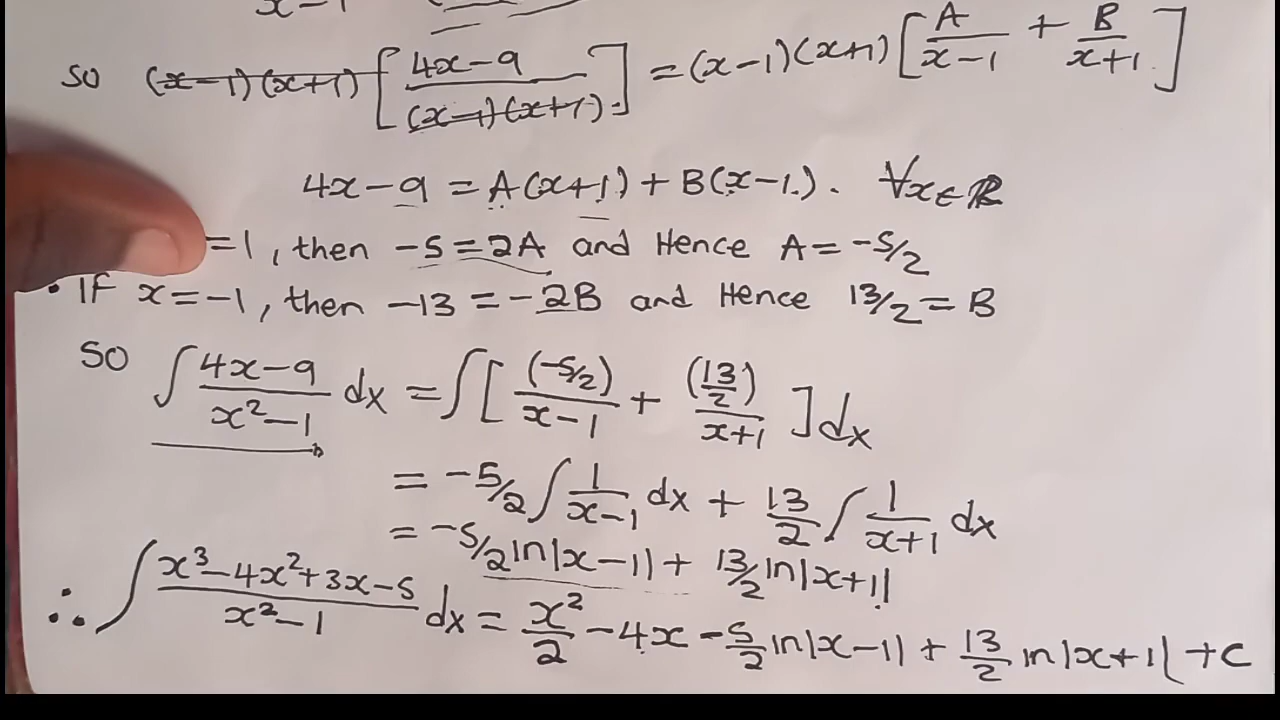 x-1
so (x-1)(x+1) [ (4x-9)/((x-1)(x+1)) ] = (x-1)(x+1) [ A/(x-1) + B/(x+1) ]
4x-9 = A(x+1) + B(x-1). ∀x∈ℝ
=1, then -5=2A and Hence A=-5/2
• If x=-1, then -13=-2B and Hence 13/2=B
so ∫ (4x-9)/(x²-1) dx = ∫ [ (-5/2)/(x-1) + (13/2)/(x+1) ] dx
= -5/2 ∫ 1/(x-1) dx + 13/2 ∫ 1/(x+1) dx
= -5/2 ln|x-1| + 13/2 ln|x+1|
∴ ∫ (x³-4x²+3x-5)/(x²-1) dx = x²/2 - 4x - 5/2 ln|x-1| + 13/2 ln|x+1| + C